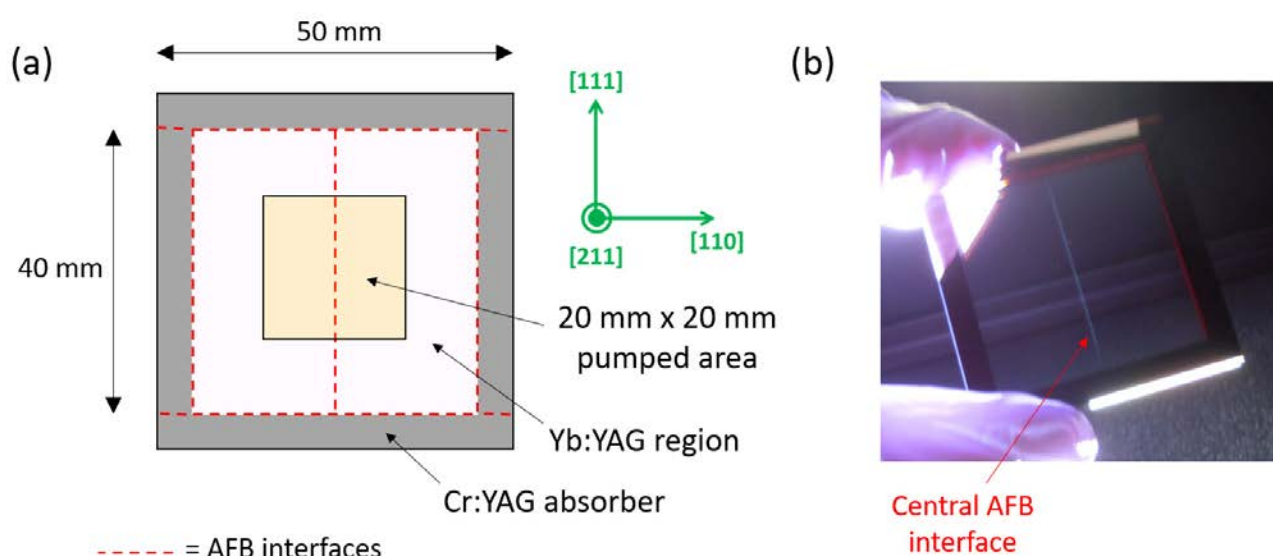 (a)
50 mm
[111]
[110]
[211]
40 mm
20 mm x 20 mm
pumped area
Yb:YAG region
Cr:YAG absorber
= AFB interfaces
(b)
Central AFB
interface